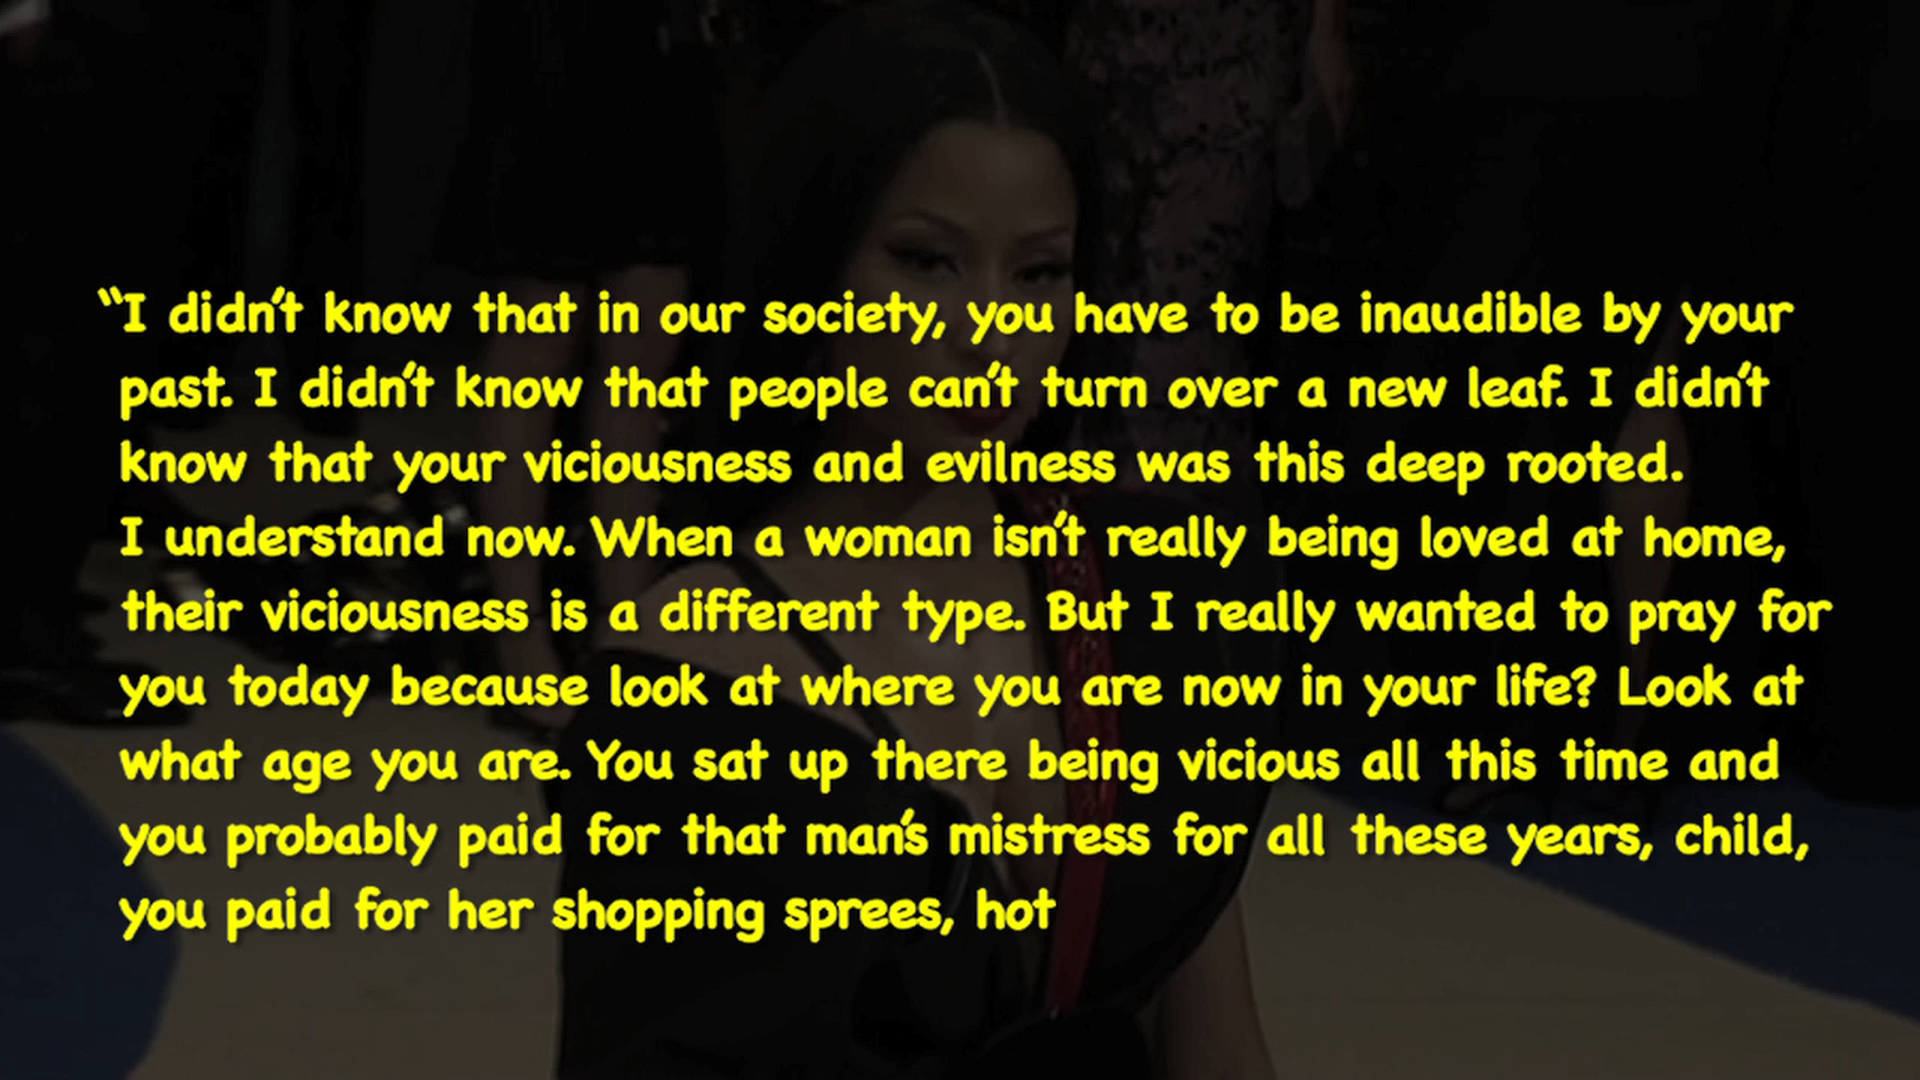 “I didn't know that in our society, you have to be inaudible by your
past. I didn't know that people can't turn over a new leaf. I didn't
know that your viciousness and evilness was this deep rooted.
I understand now. When a woman isn't really being loved at home,
their viciousness is a different type. But I really wanted to pray for
you today because look at where you are now in your life? Look at
what age you are. You sat up there being vicious all this time and
you probably paid for that man's mistress for all these years, child,
you paid for her shopping sprees, hot